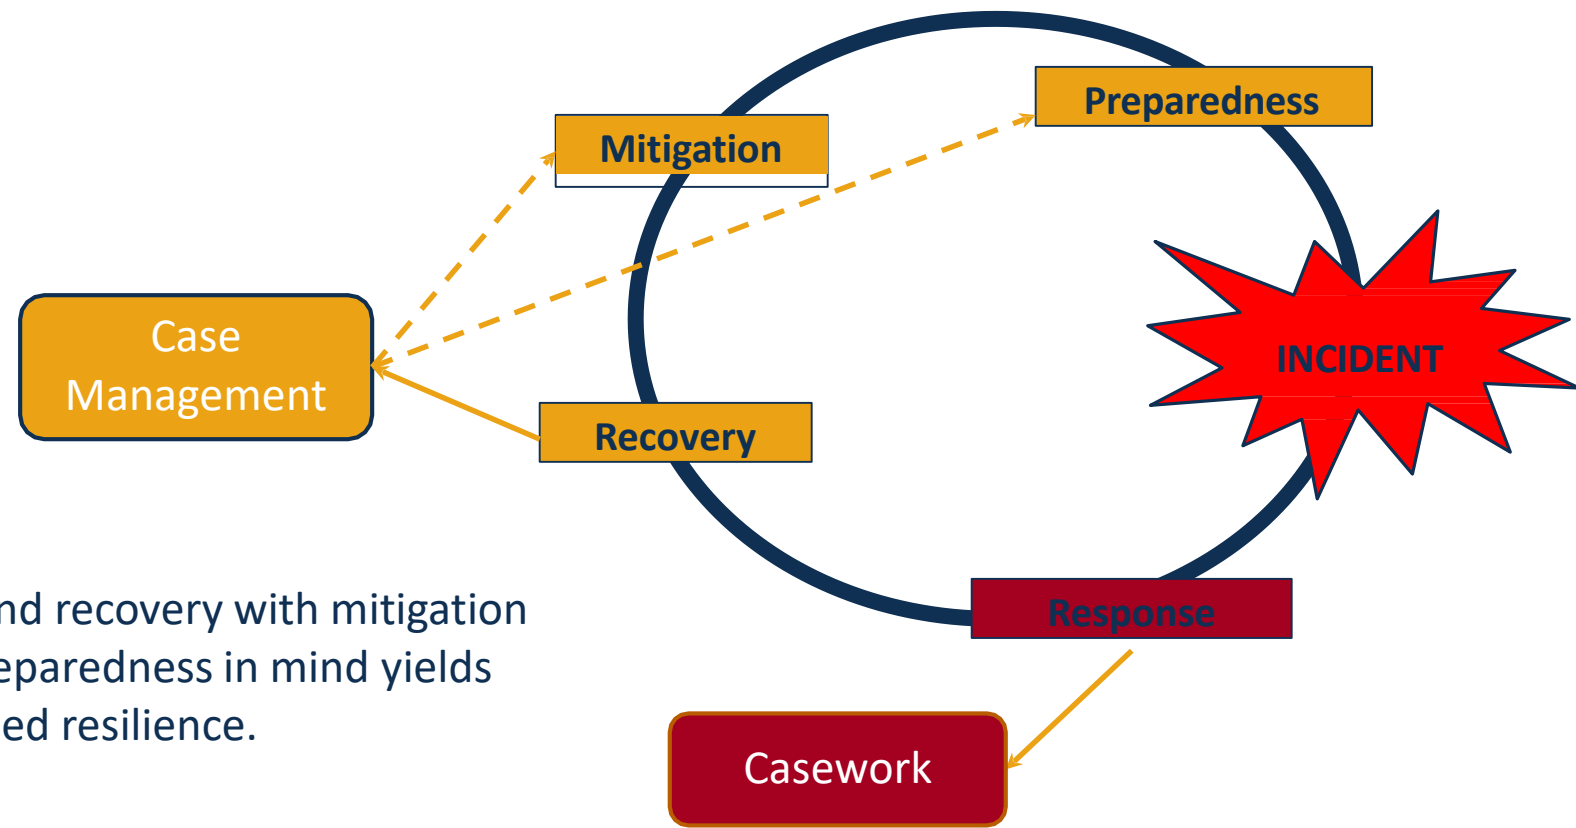 Preparedness
Mitigation
Case
Management
INCIDENT
Recovery
Response
nd recovery with mitigation
eparedness in mind yields
ed resilience.
Casework